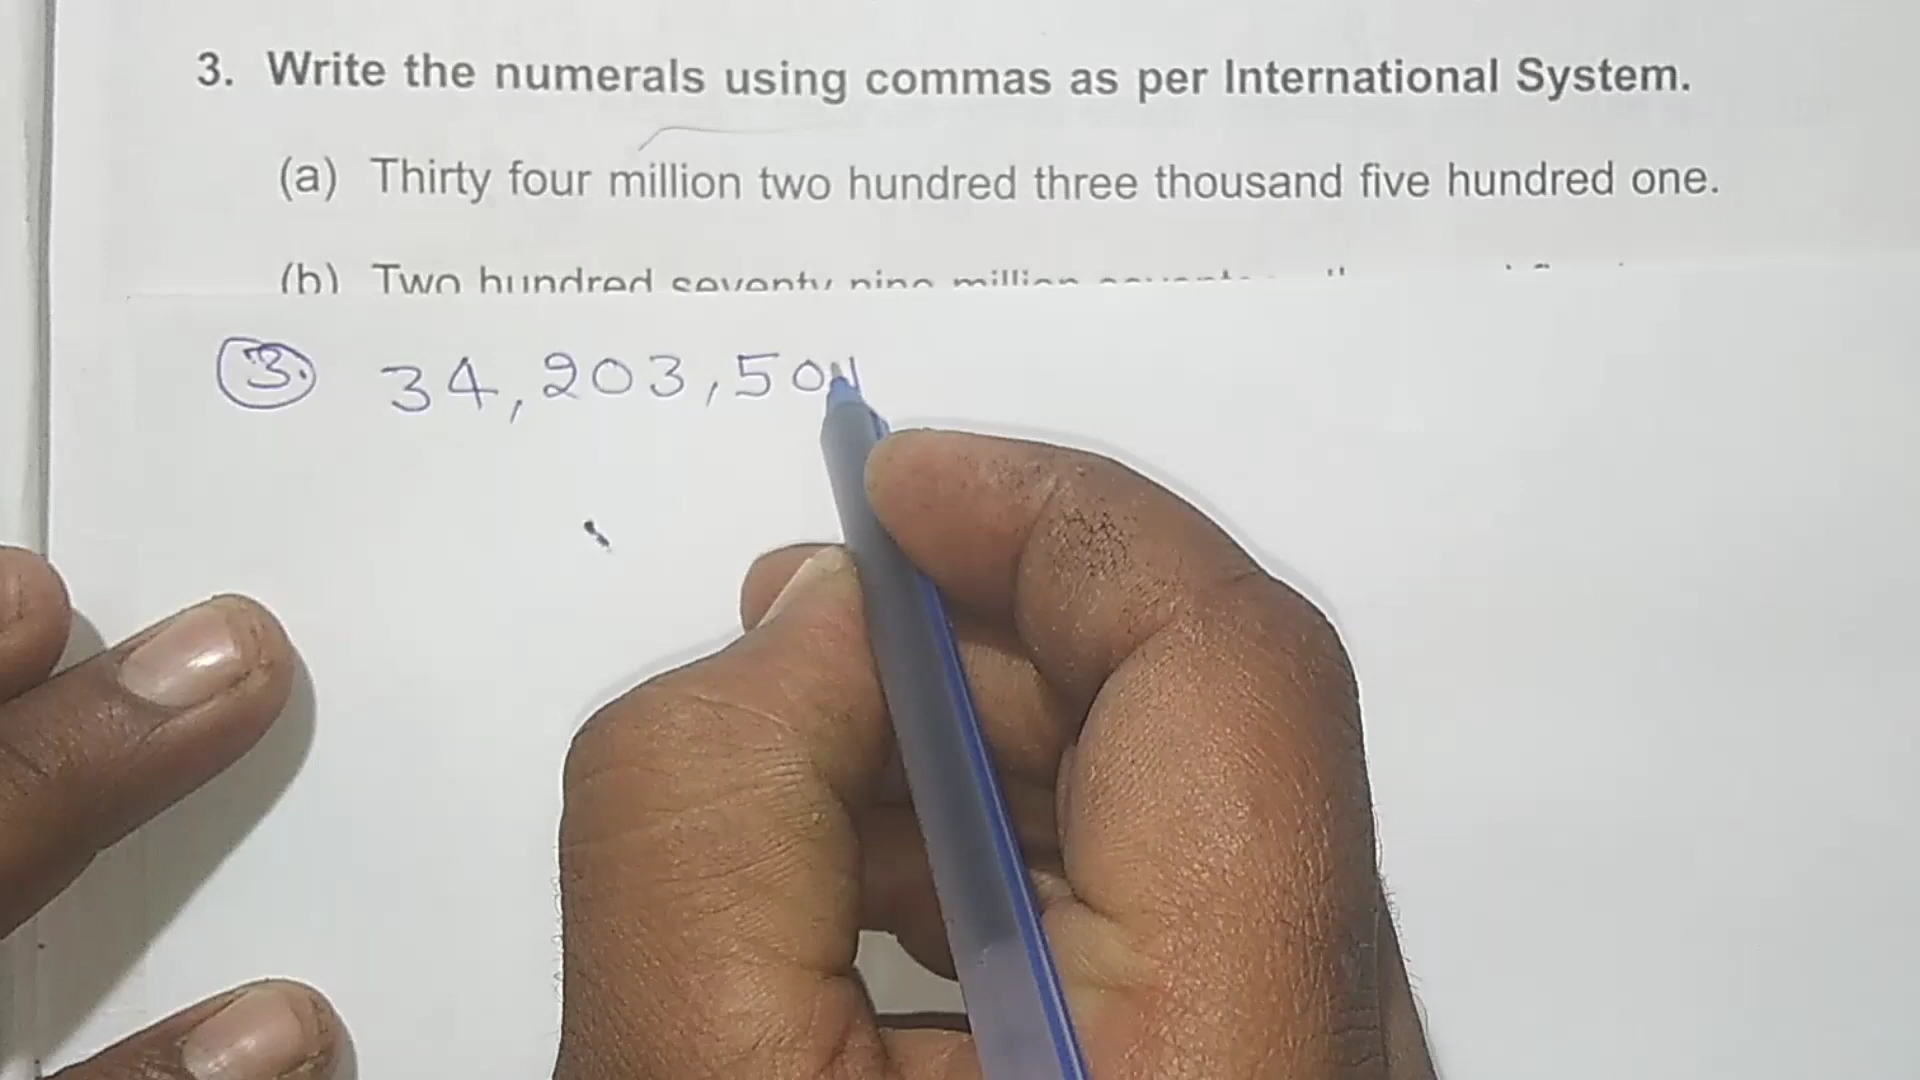 3. Write the numerals using commas as per International System.
(a) Thirty four million two hundred three thousand five hundred one.
(b) Two hundred seventy nine million
3. 34,203,501